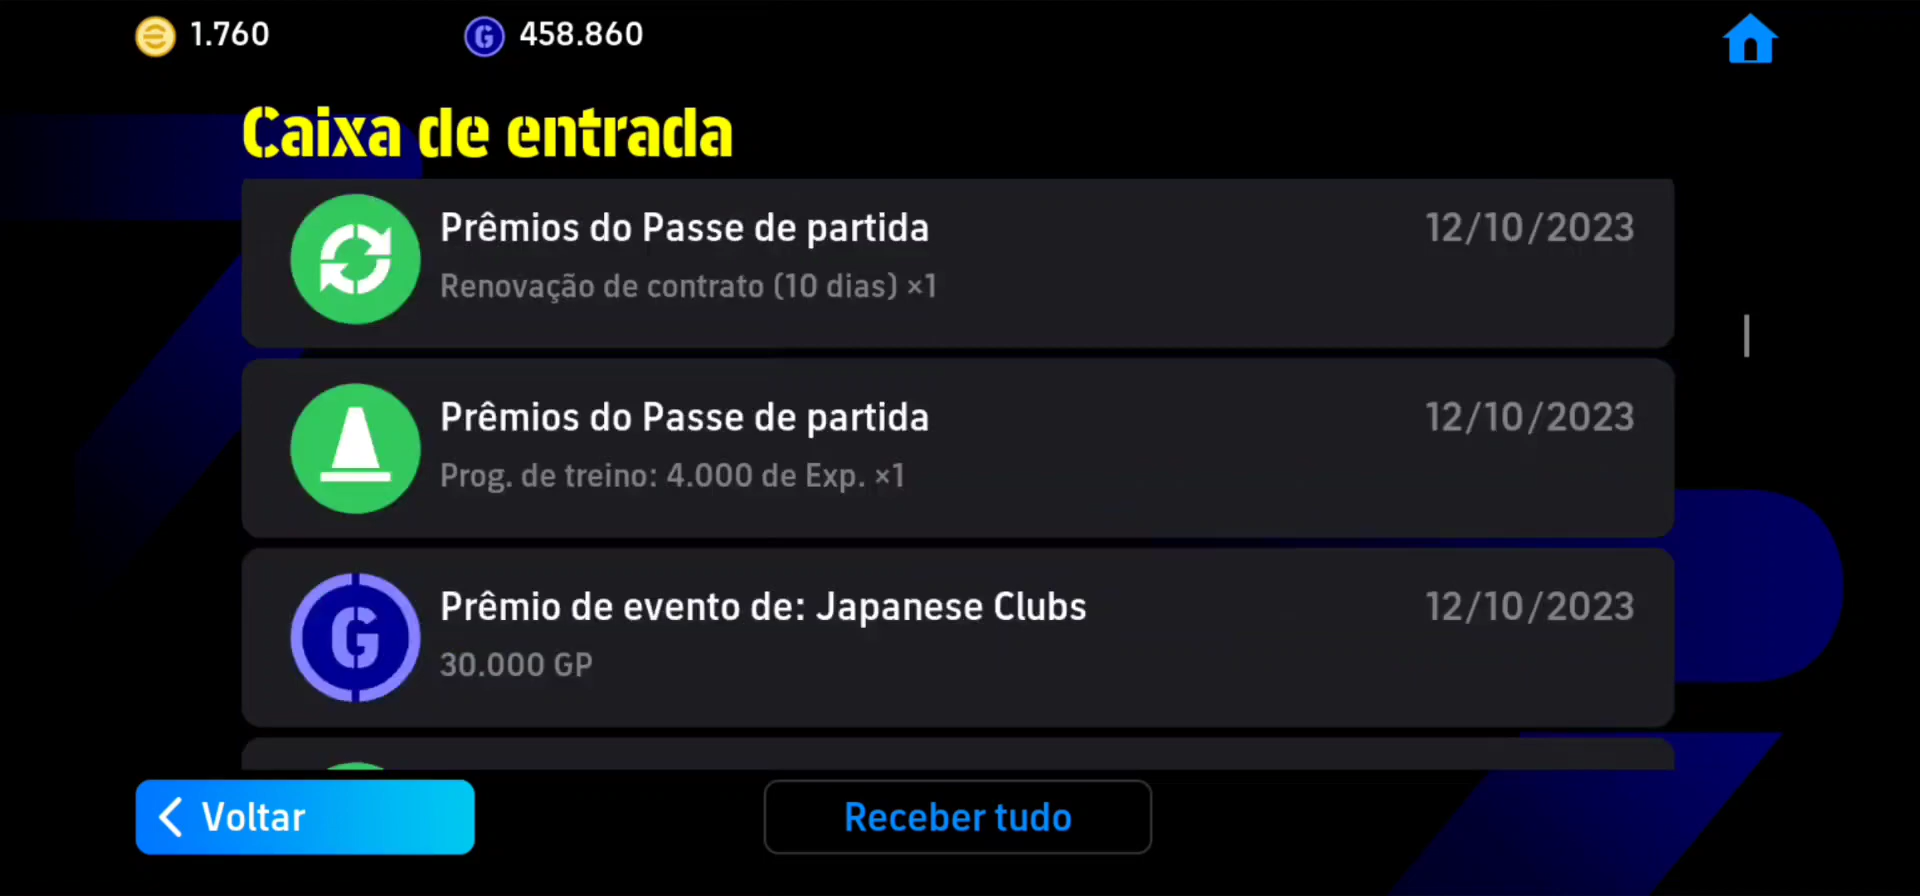 1.760
458.860
Caixa de entrada
Prêmios do Passe de partida
12/10/2023
Renovação de contrato (10 dias) ×1
Prêmios do Passe de partida
12/10/2023
Prog. de treino: 4.000 de Exp. ×1
Prêmio de evento de: Japanese Clubs
12/10/2023
30.000 GP
Voltar
Receber tudo